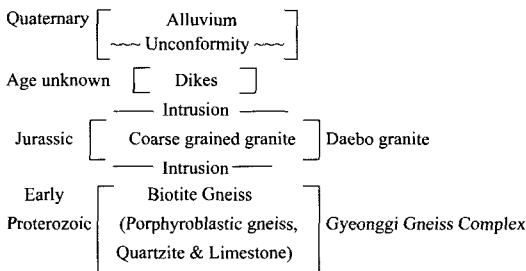 Quaternary Alluvium
~~~ Unconformity ~~~
Age unknown Dikes
Intrusion
Jurassic Coarse grained granite Daebo granite
Intrusion
Early Biotite Gneiss
Proterozoic (Porphyroblastic gneiss, Gyeonggi Gneiss Complex
Quartzite & Limestone)